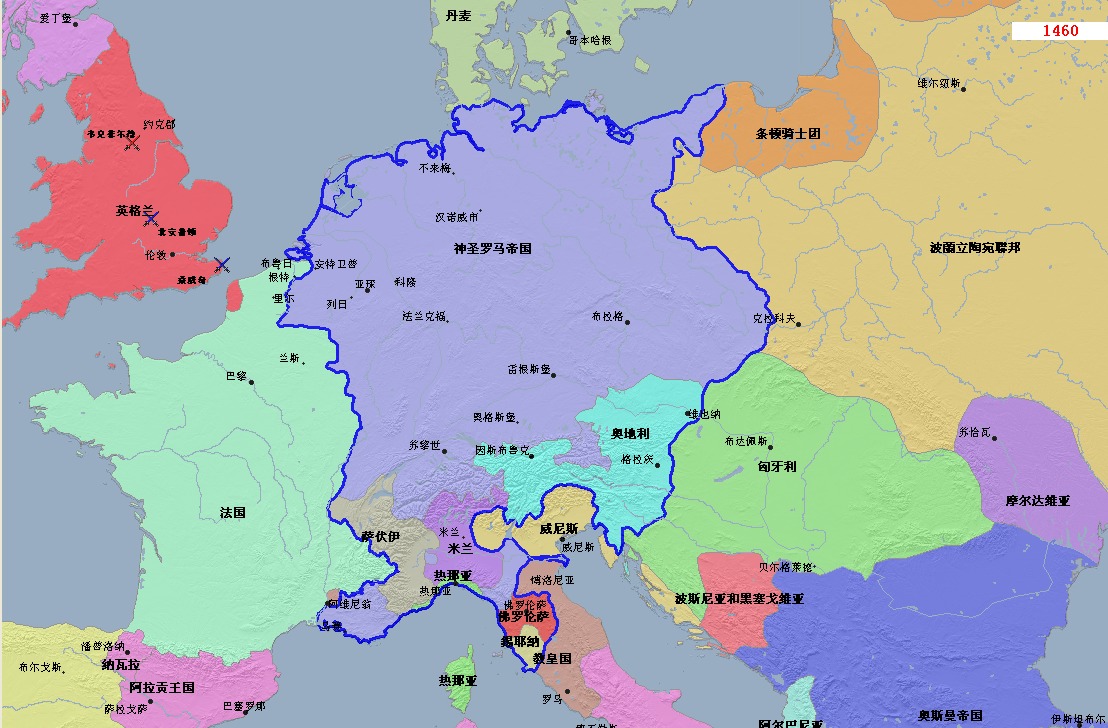 爱丁堡
丹麦
哥本哈根
1460
维尔纽斯
约克郡
条顿骑士团
不来梅
英格兰
汉诺威市
北安普顿
神圣罗马帝国
波蘭立陶宛聯邦
伦敦
布鲁日
安特卫普
根特
亚琛
科隆
里尔
列日
法兰克福
布拉格
克拉科夫
兰斯
巴黎
雷根斯堡
奥格斯堡
维也纳
奥地利
苏黎世
因斯布鲁克
格拉茨
布达佩斯
匈牙利
苏恰瓦
摩尔达维亚
法国
萨伏伊
米兰
米兰
威尼斯
威尼斯
热那亚
热那亚
博洛尼亚
贝尔格莱德
波斯尼亚和黑塞戈维亚
阿维尼翁
佛罗伦萨
佛罗伦萨
锡耶纳
教皇国
罗马
潘普洛纳
纳瓦拉
布尔戈斯
阿拉贡王国
萨拉戈萨
巴塞罗那
热那亚
阿尔巴尼亚
奥斯曼帝国
伊斯坦布尔